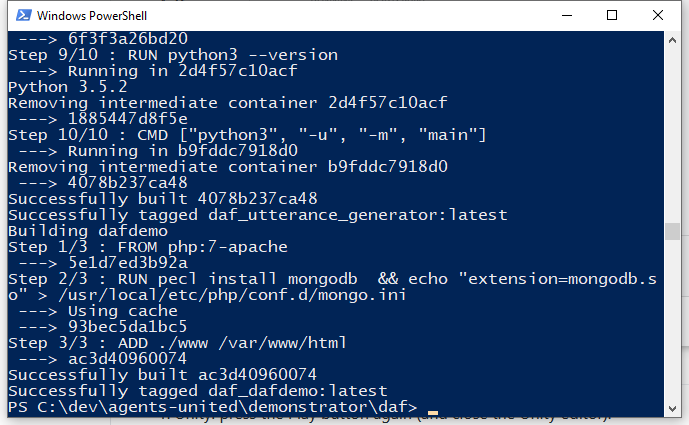 Windows PowerShell
 ---> 6f3f3a26bd20
Step 9/10 : RUN python3 --version
 ---> Running in 2d4f57c10acf
Python 3.5.2
Removing intermediate container 2d4f57c10acf
 ---> 1885447d8f5e
Step 10/10 : CMD ["python3", "-u", "-m", "main"]
 ---> Running in b9fddc7918d0
Removing intermediate container b9fddc7918d0
 ---> 4078b237ca48
Successfully built 4078b237ca48
Successfully tagged daf_utterance_generator:latest
Building dafdemo
Step 1/3 : FROM php:7-apache
 ---> 5e1d7ed3b92a
Step 2/3 : RUN pecl install mongodb  && echo "extension=mongodb.s
o" > /usr/local/etc/php/conf.d/mongo.ini
 ---> Using cache
 ---> 93bec5da1bc5
Step 3/3 : ADD ./www /var/www/html
 ---> ac3d40960074
Successfully built ac3d40960074
Successfully tagged daf_dafdemo:latest
PS C:\dev\agents-united\demonstrator\daf>